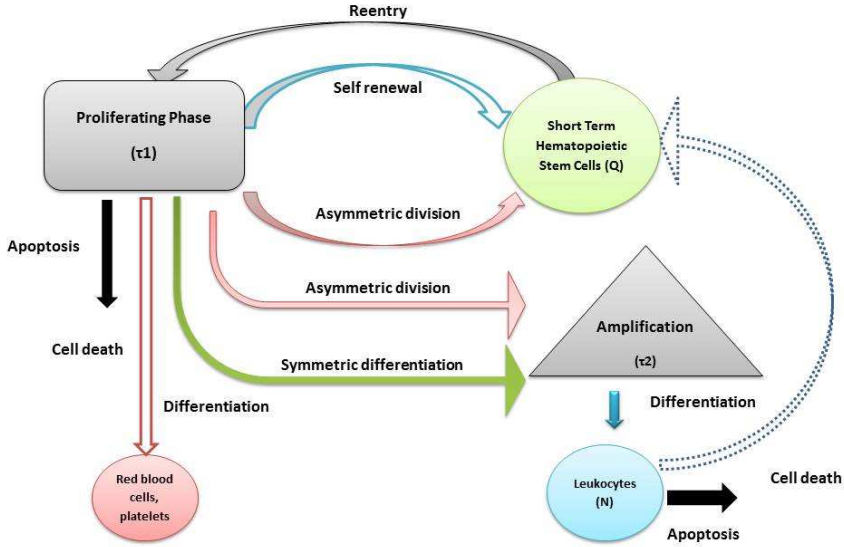 Reentry
Self renewal
Proliferating Phase
(τ1)
Short Term
Hematopoietic
Stem Cells (Q)
Asymmetric division
Apoptosis
Asymmetric division
Amplification
(τ2)
Cell death
Symmetric differentiation
Differentiation
Differentiation
Red blood
cells,
platelets
Leukocytes
(N)
Cell death
Apoptosis